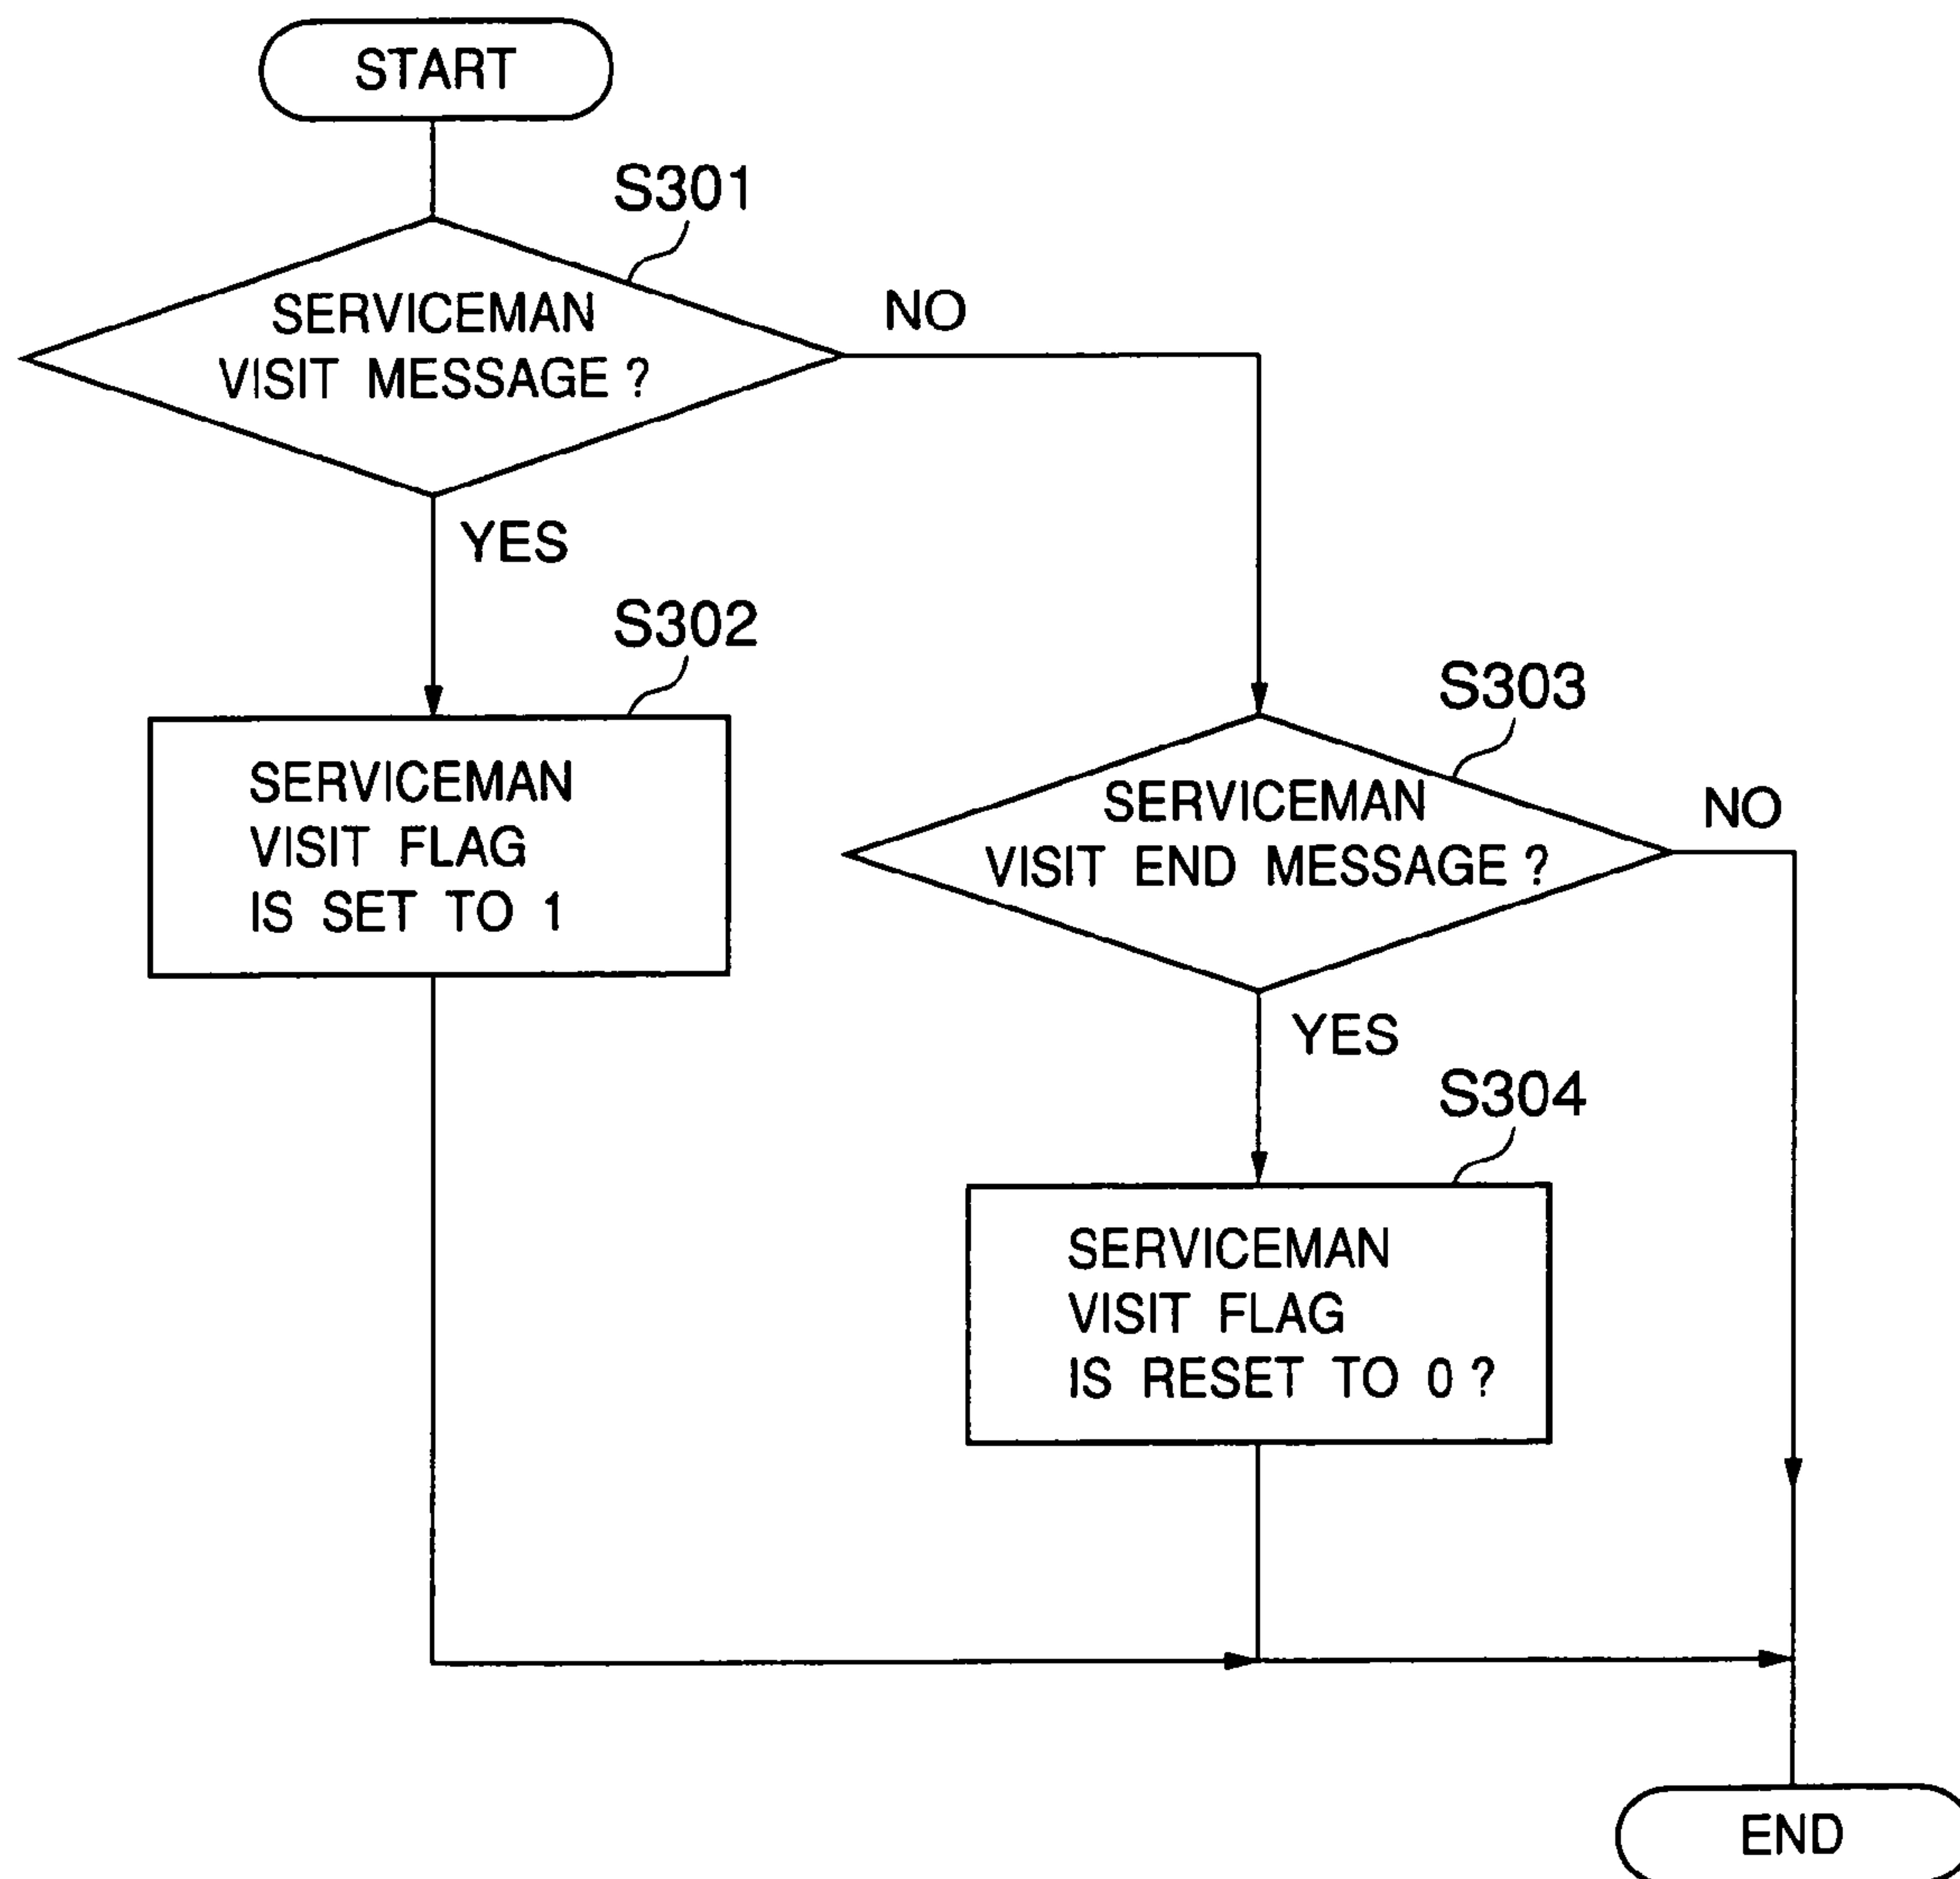 START
S301
SERVICEMAN
VISIT MESSAGE ?
NO
YES
S302
SERVICEMAN
VISIT FLAG
IS SET TO 1
S303
SERVICEMAN
VISIT END MESSAGE ?
NO
YES
S304
SERVICEMAN
VISIT FLAG
IS RESET TO 0 ?
END